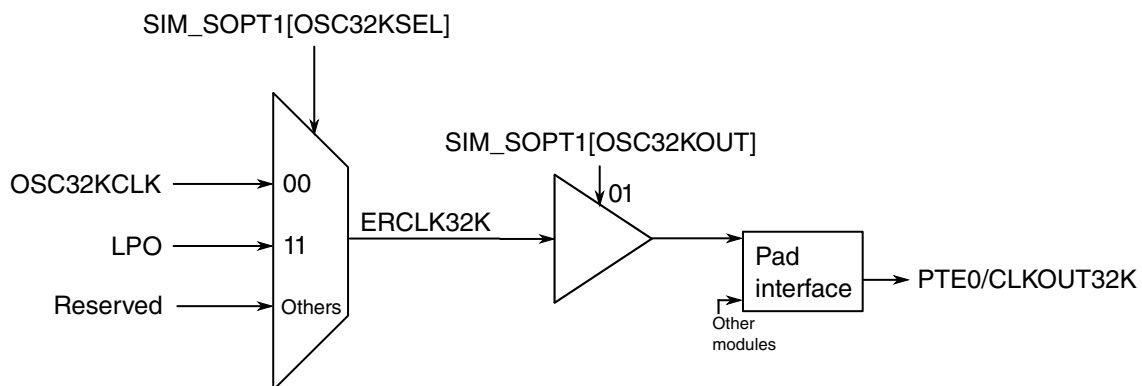 SIM_SOPT1[OSC32KSEL]
SIM_SOPT1[OSC32KOUT]
OSC32KCLK
00
01
ERCLK32K
LPO
11
Pad
interface
PTE0/CLKOUT32K
Reserved
Others
Other
modules